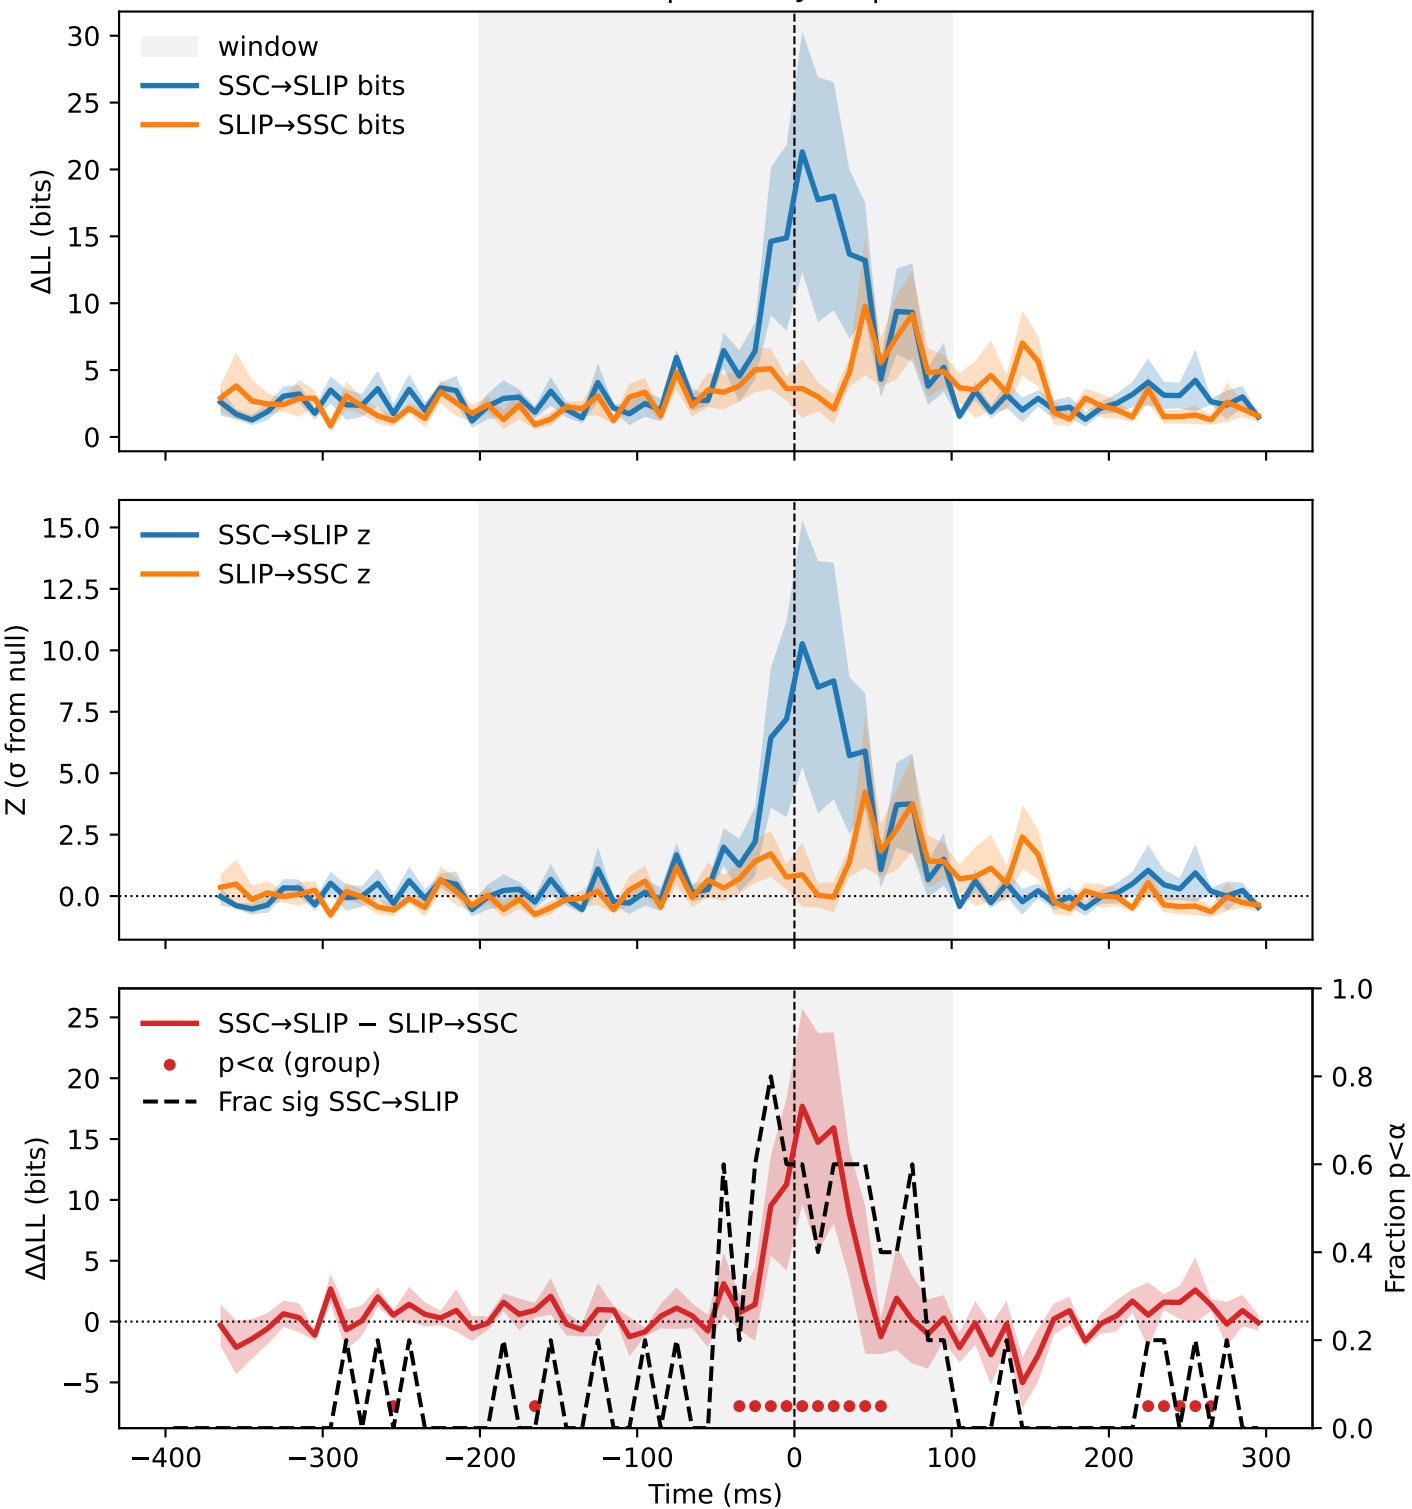 30
25
20
15
10
5
0
ΔLL (bits)
window
SSC→SLIP bits
SLIP→SSC bits
15.0
12.5
10.0
7.5
5.0
2.5
0.0
Z (σ from null)
SSC→SLIP z
SLIP→SSC z
25
20
15
10
5
0
−5
ΔΔLL (bits)
SSC→SLIP − SLIP→SSC
p<α (group)
Frac sig SSC→SLIP
1.0
0.8
0.6
0.4
0.2
0.0
Fraction p<α
−400 −300 −200 −100 0 100 200 300
Time (ms)